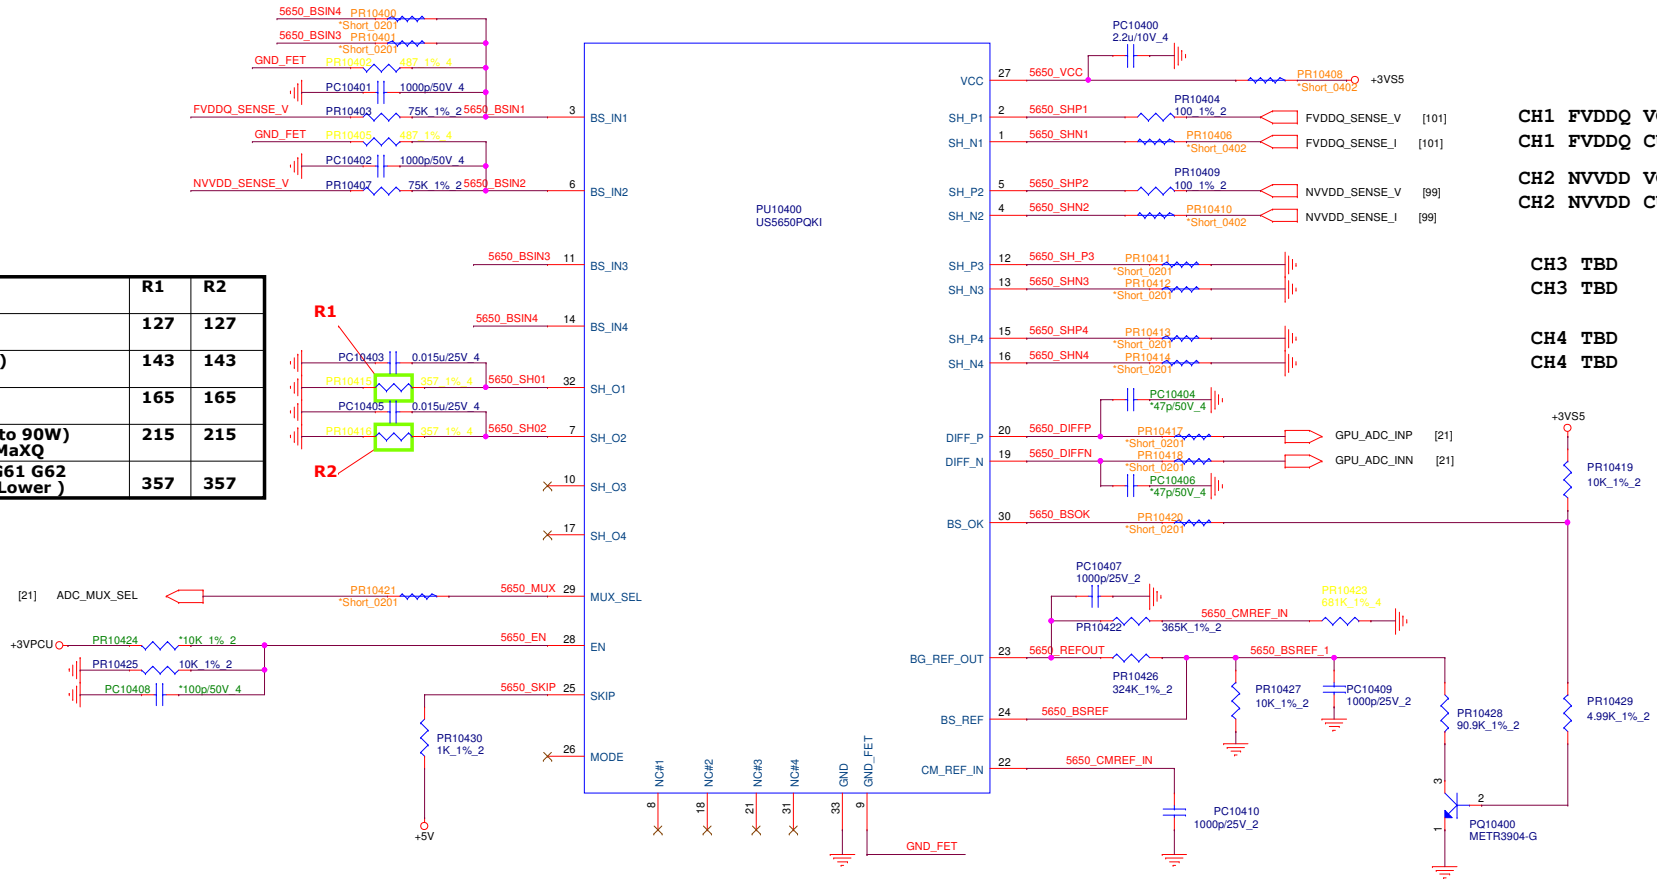 5650_BSIN4 PR10400
*Short_0201
5650_BSIN3 PR10401
*Short_0201
GND_FET PR10402 487_1%_4
PC10401 1000p/50V_4
FVDDQ_SENSE_V PR10403 75K_1%_2 5650_BSIN1 3 BS_IN1
GND_FET PR10405 487_1%_4
PC10402 1000p/50V_4
NVVDD_SENSE_V PR10407 75K_1%_2 5650_BSIN2 6 BS_IN2
5650_BSIN3 11 BS_IN3
5650_BSIN4 14 BS_IN4
R1 R2
127 127
) 143 143
165 165
to 90W)
MaXQ 215 215
G61 G62
Lower ) 357 357
R1
PC10403 0.015u/25V_4
PR10415 357_1%_4 5650_SH01 32 SH_O1
PC10405 0.015u/25V_4
PR10416 357_1%_4 5650_SH02 7 SH_O2
R2
10 SH_O3
17 SH_O4
[21] ADC_MUX_SEL PR10421 5650_MUX 29 MUX_SEL
*Short_0201
+3VPCU PR10424 *10K_1%_2 5650_EN 28 EN
PR10425 10K_1%_2
PC10408 *100p/50V_4
5650_SKIP 25 SKIP
PR10430
1K_1%_2
26 MODE
+5V
PU10400
US5650PQKI
NC#1 NC#2 NC#3 NC#4 GND GND_FET
8 18 21 31 33 9
GND_FET
PC10400
2.2u/10V_4
VCC 27 5650_VCC PR10408 +3VS5
*Short_0402
SH_P1 2 5650_SHP1 PR10404 FVDDQ_SENSE_V [101]
100_1%_2
SH_N1 1 5650_SHN1 PR10406 FVDDQ_SENSE_I [101]
*Short_0402
SH_P2 5 5650_SHP2 PR10409 NVVDD_SENSE_V [99]
100_1%_2
SH_N2 4 5650_SHN2 PR10410 NVVDD_SENSE_I [99]
*Short_0402
CH1 FVDDQ
CH1 FVDDQ
CH2 NVVDD
CH2 NVVDD
SH_P3 12 5650_SH_P3 PR10411
*Short_0201
SH_N3 13 5650_SHN3 PR10412
*Short_0201
CH3 TBD
CH3 TBD
SH_P4 15 5650_SHP4 PR10413
*Short_0201
SH_N4 16 5650_SHN4 PR10414
*Short_0201
CH4 TBD
CH4 TBD
PC10404
*47p/50V_4
DIFF_P 20 5650_DIFFP PR10417 GPU_ADC_INP [21]
*Short_0201
DIFF_N 19 5650_DIFFN PR10418 GPU_ADC_INN [21]
*Short_0201
PC10406
*47p/50V_4
BS_OK 30 5650_BSOK PR10420
*Short_0201
+3VS5
PR10419
10K_1%_2
PC10407
1000p/25V_2
5650_CMREF_IN
PR10422 365K_1%_2
PR10423
681K_1%_4
BG_REF_OUT 23 5650_REFOUT 5650_BSREF_1
PR10426
324K_1%_2
PR10427
10K_1%_2
PC10409
1000p/25V_2
PR10428
90.9K_1%_2
PR10429
4.99K_1%_2
BS_REF 24 5650_BSREF
CM_REF_IN 22 5650_CMREF_IN
PC10410
1000p/25V_2
3
2
1
PQ10400
METR3904-G